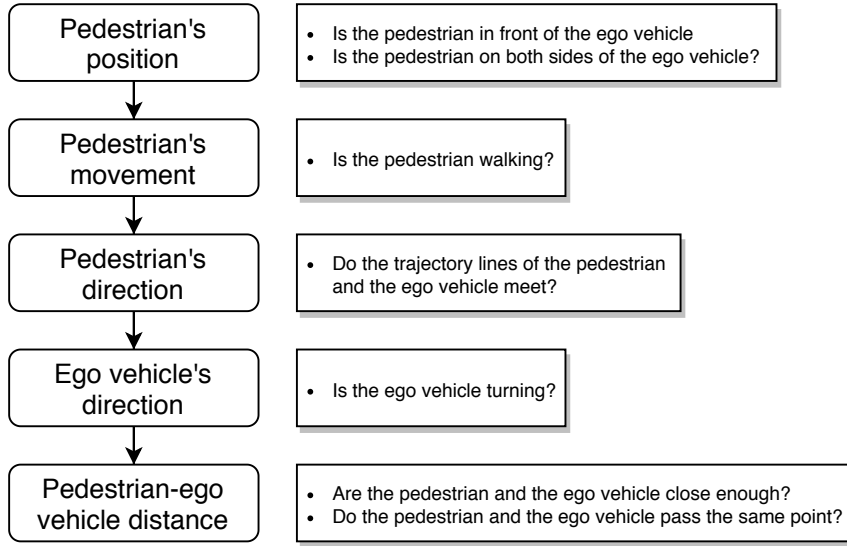 Pedestrian's
position
• Is the pedestrian in front of the ego vehicle
• Is the pedestrian on both sides of the ego vehicle?
Pedestrian's
movement
• Is the pedestrian walking?
Pedestrian's
direction
• Do the trajectory lines of the pedestrian
and the ego vehicle meet?
Ego vehicle's
direction
• Is the ego vehicle turning?
Pedestrian-ego
vehicle distance
• Are the pedestrian and the ego vehicle close enough?
• Do the pedestrian and the ego vehicle pass the same point?